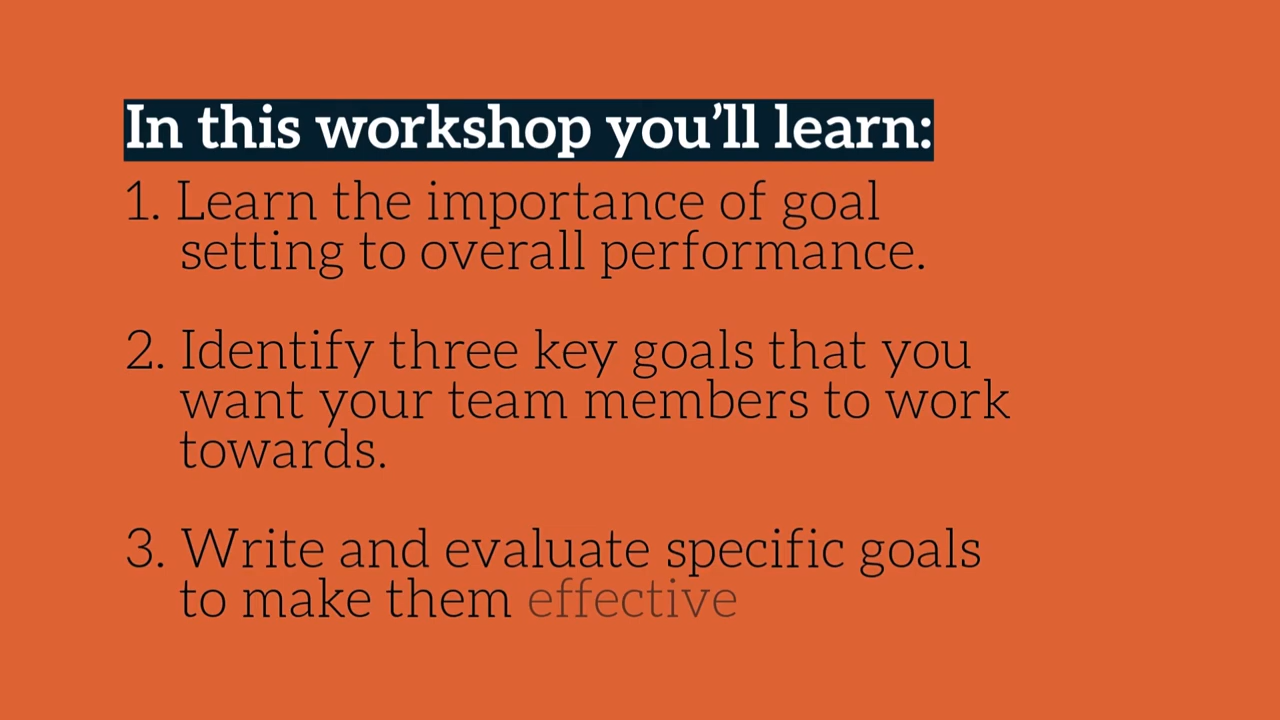 In this workshop you'll learn:
1. Learn the importance of goal
setting to overall performance.
2. Identify three key goals that you
want your team members to work
towards.
3. Write and evaluate specific goals
to make them effective